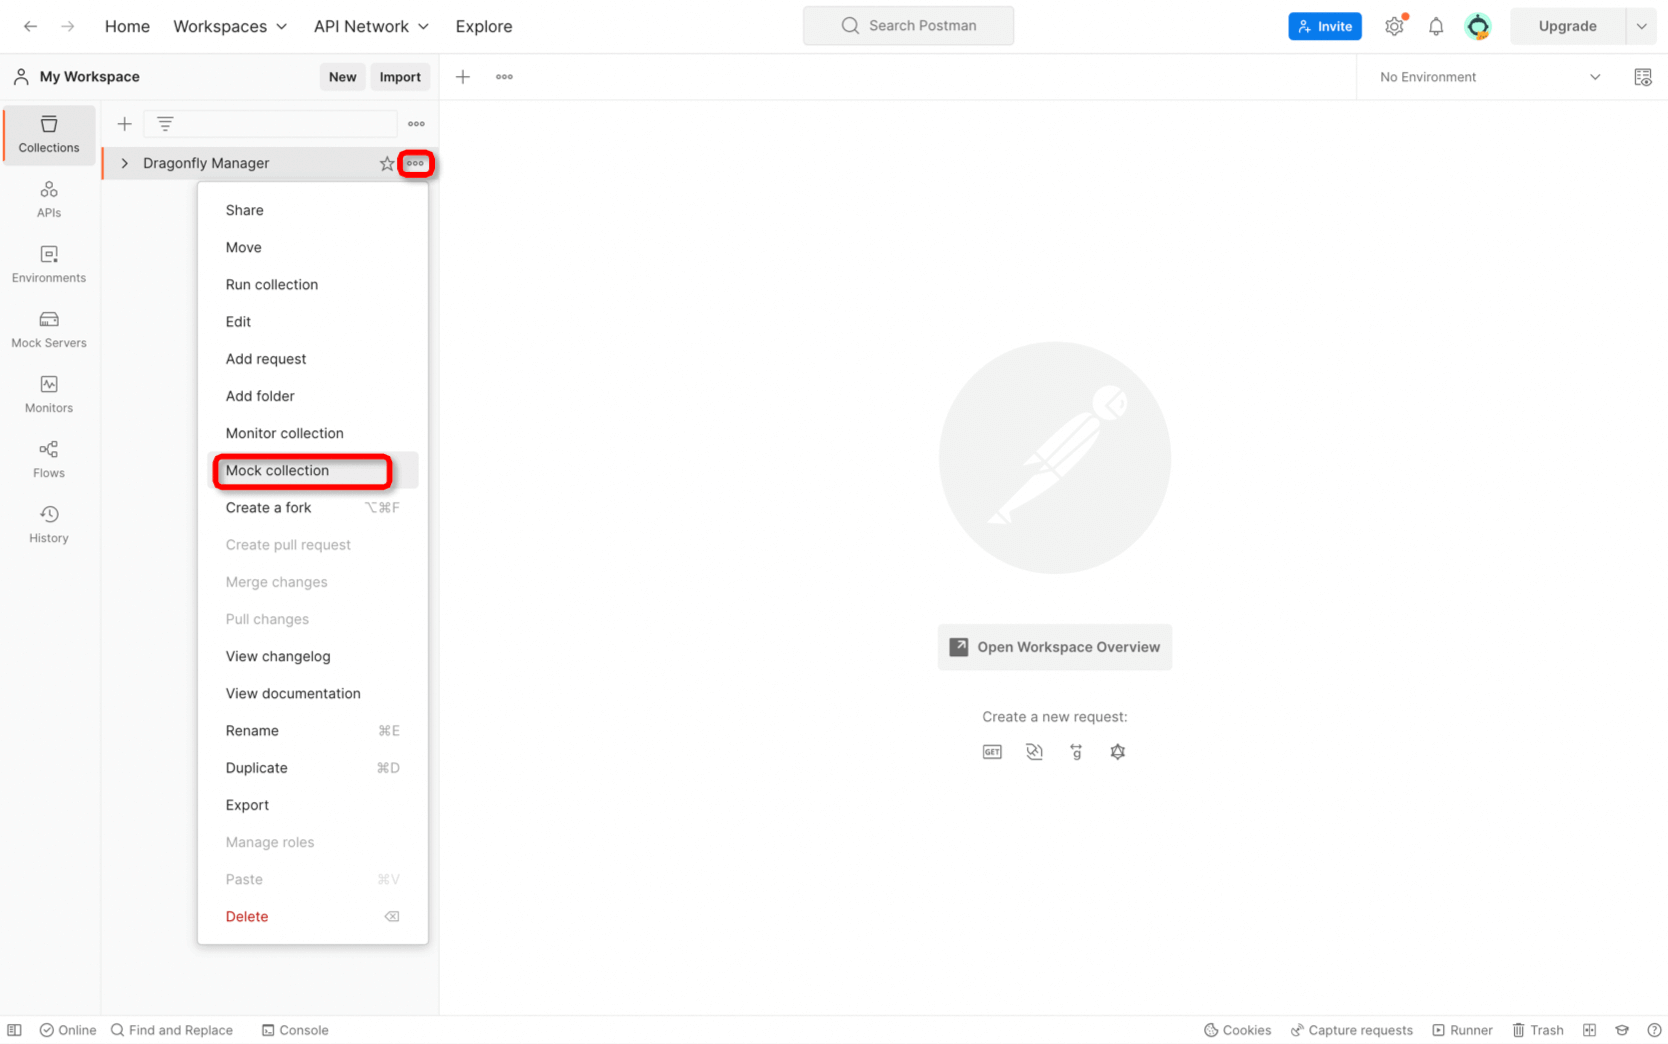 Home Workspaces API Network Explore
Search Postman
Invite
Upgrade
My Workspace
New
Import
No Environment
Collections
APIs
Environments
Mock Servers
Monitors
Flows
History
Dragonfly Manager
Share
Move
Run collection
Edit
Add request
Add folder
Monitor collection
Mock collection
Create a fork ⌥⌘F
Create pull request
Merge changes
Pull changes
View changelog
View documentation
Rename ⌘E
Duplicate ⌘D
Export
Manage roles
Paste ⌘V
Delete ⌫
Open Workspace Overview
Create a new request:
GET
g
Online Find and Replace Console
Cookies Capture requests Runner Trash